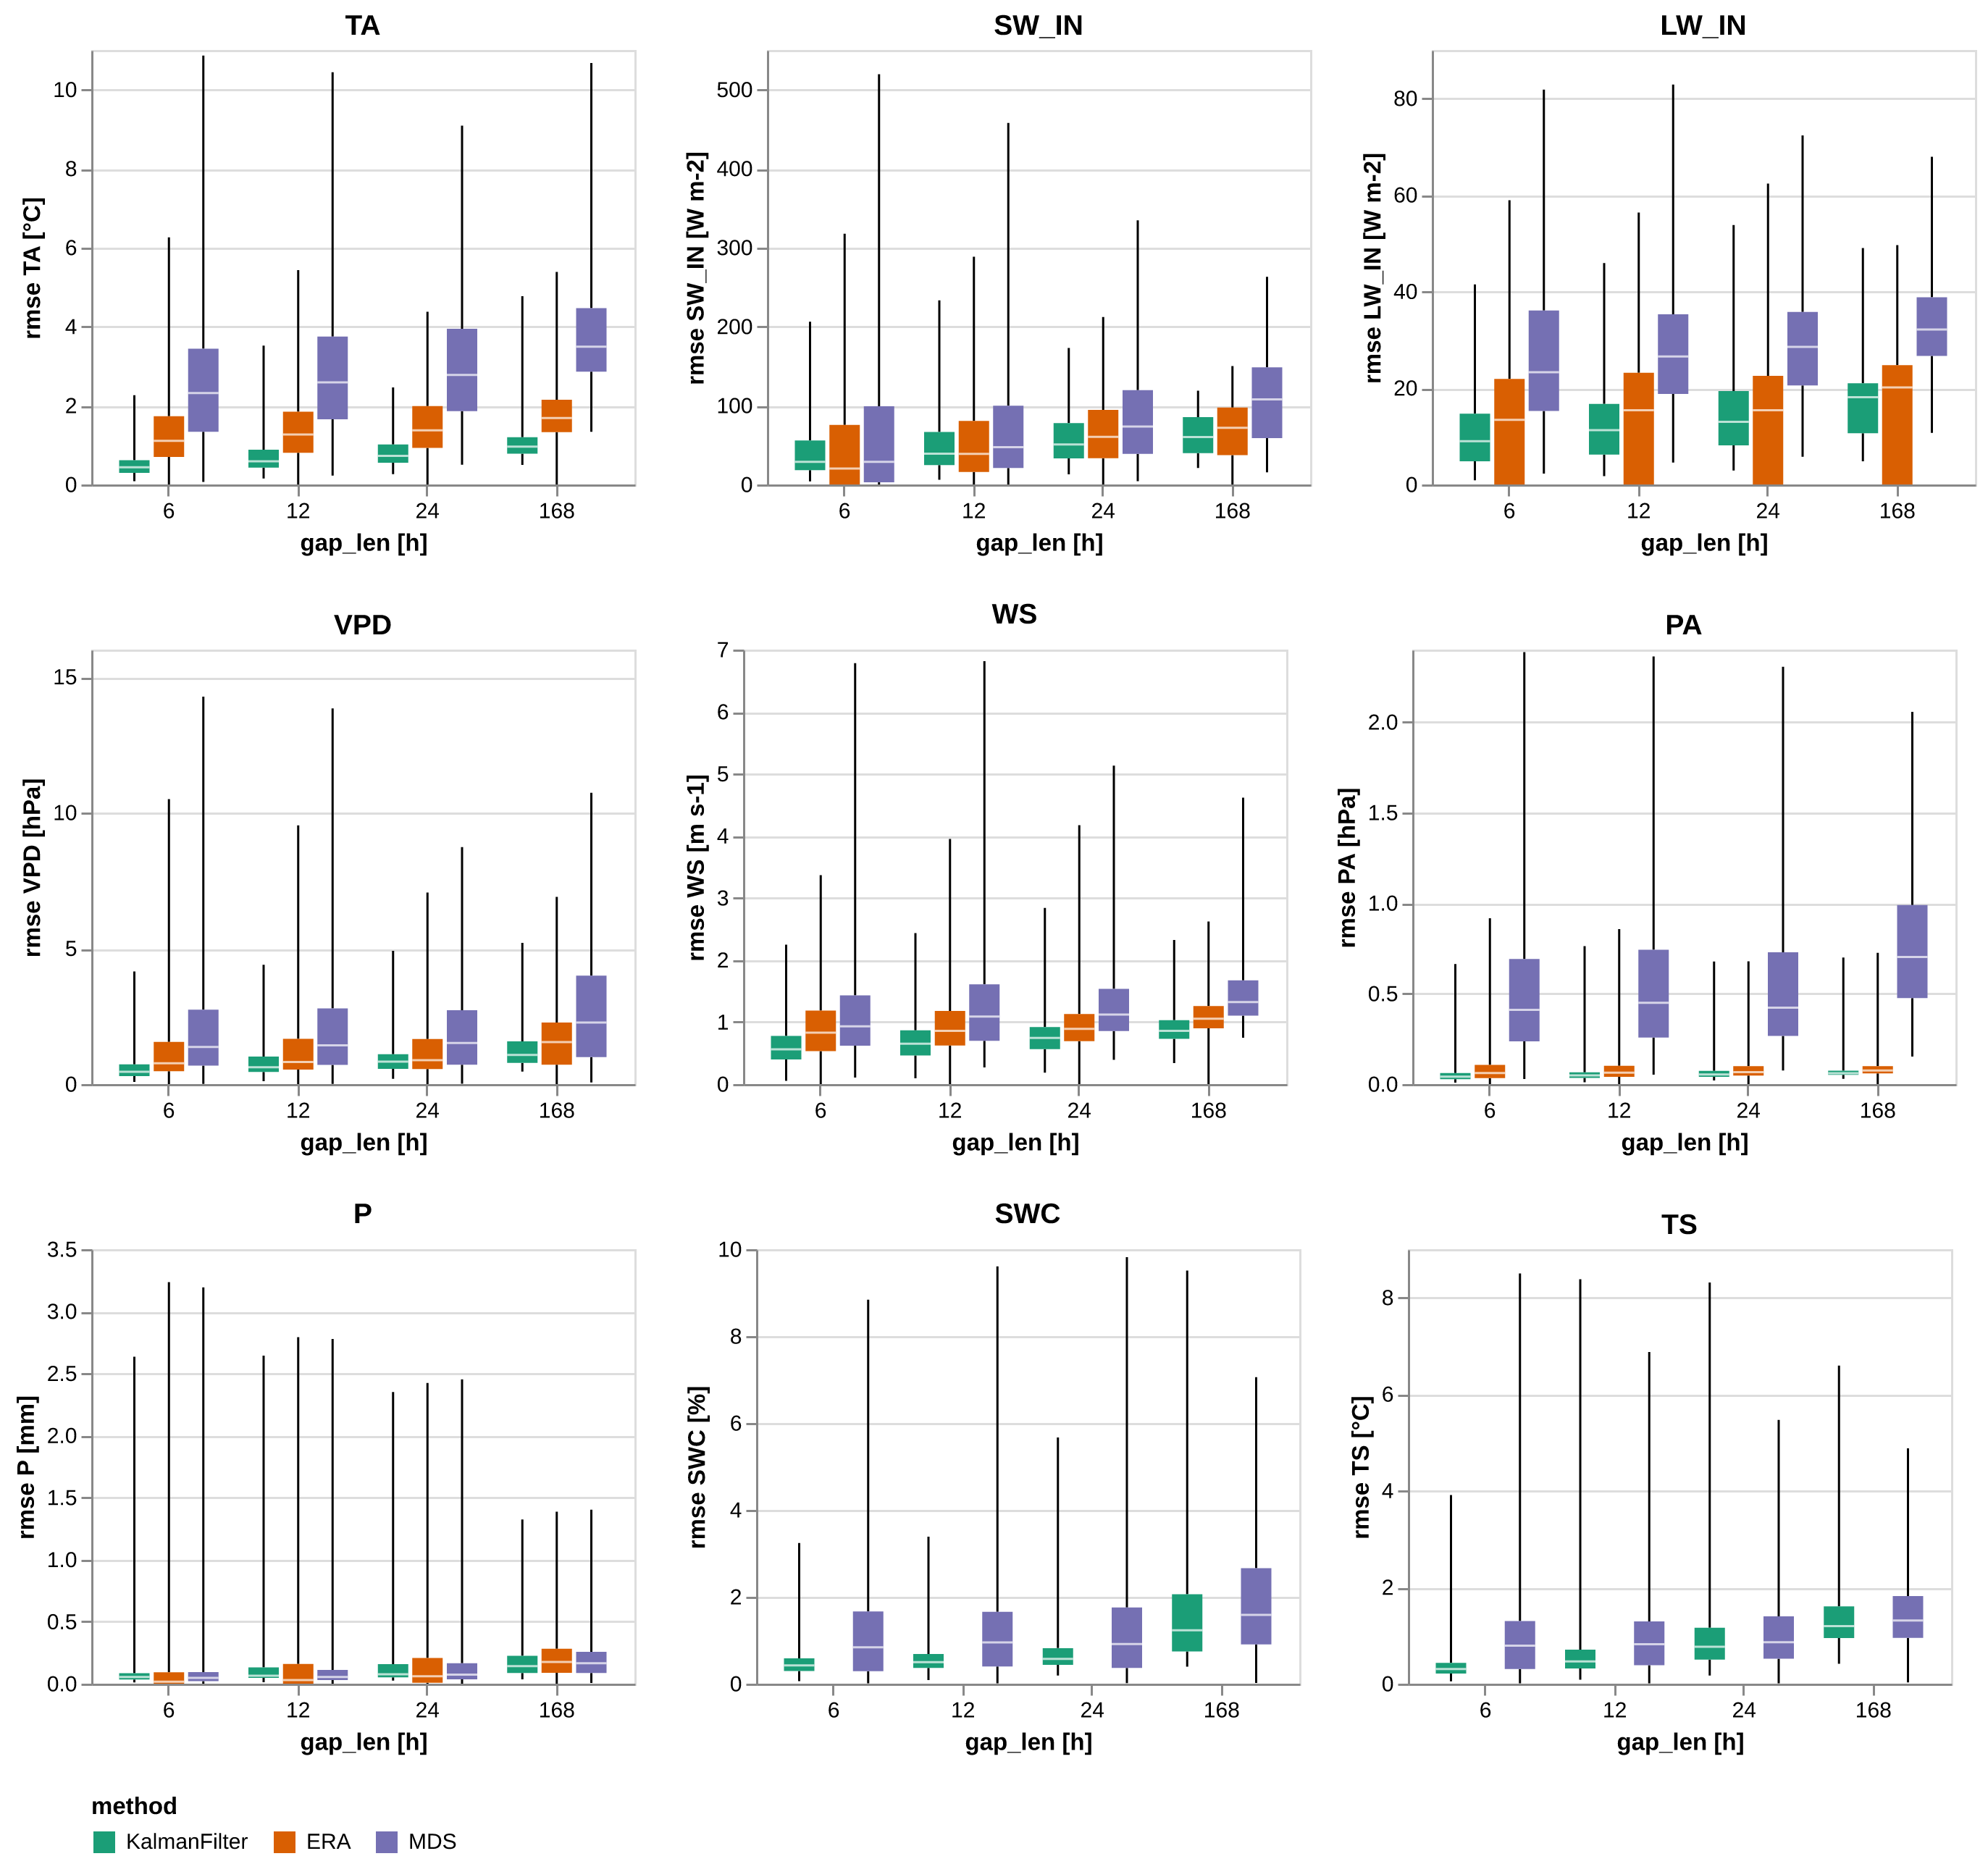 TA
rmse TA [°C]
10
8
6
4
2
0
6 12 24 168
gap_len [h]
SW_IN
rmse SW_IN [W m-2]
500
400
300
200
100
0
6 12 24 168
gap_len [h]
LW_IN
rmse LW_IN [W m-2]
80
60
40
20
0
6 12 24 168
gap_len [h]
VPD
rmse VPD [hPa]
15
10
5
0
6 12 24 168
gap_len [h]
WS
rmse WS [m s-1]
7
6
5
4
3
2
1
0
6 12 24 168
gap_len [h]
PA
rmse PA [hPa]
2.0
1.5
1.0
0.5
0.0
6 12 24 168
gap_len [h]
P
rmse P [mm]
3.5
3.0
2.5
2.0
1.5
1.0
0.5
0.0
6 12 24 168
gap_len [h]
SWC
rmse SWC [%]
10
8
6
4
2
0
6 12 24 168
gap_len [h]
TS
rmse TS [°C]
8
6
4
2
0
6 12 24 168
gap_len [h]
method
KalmanFilter ERA MDS